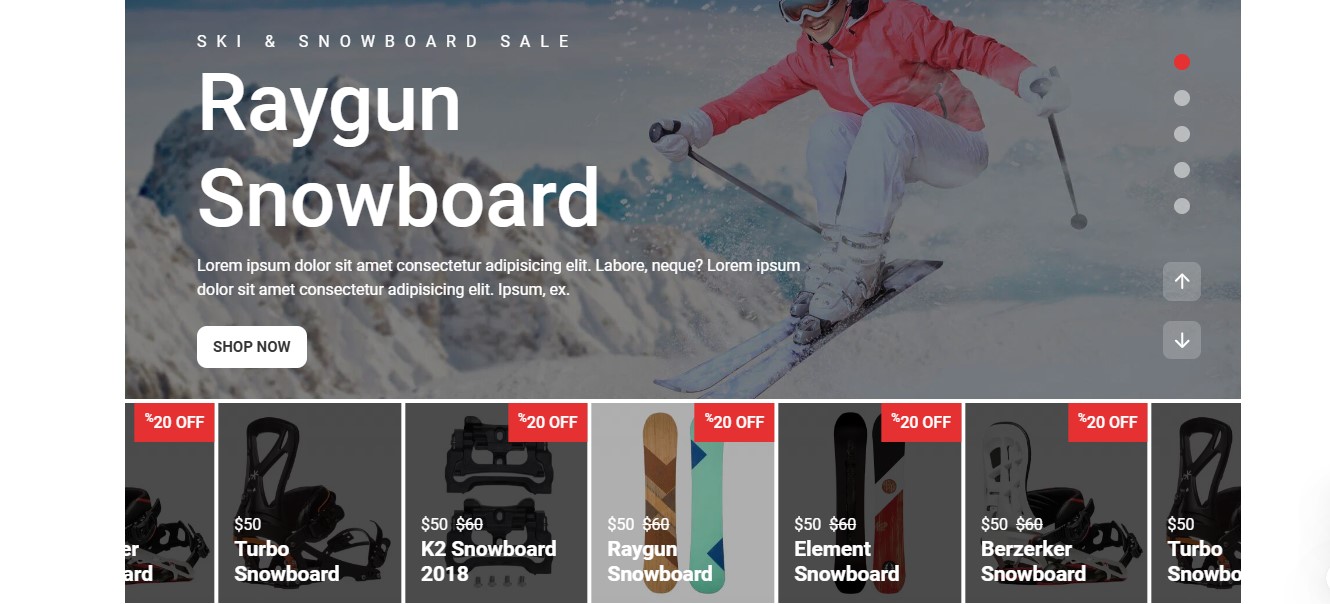 SKI & SNOWBOARD SALE
Raygun
Snowboard
Lorem ipsum dolor sit amet consectetur adipisicing elit. Labore, neque? Lorem ipsum
dolor sit amet consectetur adipisicing elit. Ipsum, ex.
SHOP NOW
%20 OFF
er
ard
$50
Turbo
Snowboard
%20 OFF
$50 $60
K2 Snowboard
2018
%20 OFF
$50 $60
Raygun
Snowboard
%20 OFF
$50 $60
Element
Snowboard
%20 OFF
$50 $60
Berzerker
Snowboard
$50
Turbo
Snowbo